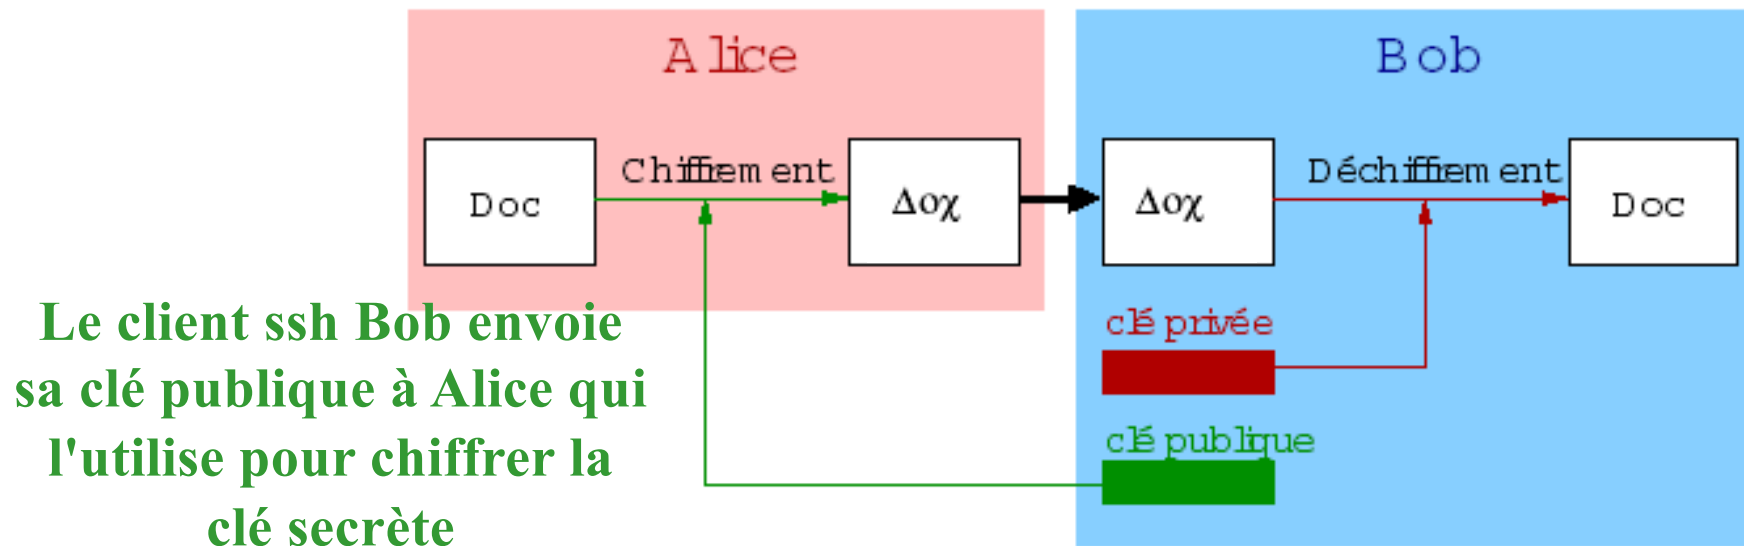 Alice
Bob
Chiffrement
Déchiffrement
Doc
Δοχ
Δοχ
Doc
clé privée
clé publique
Le client ssh Bob envoie
sa clé publique à Alice qui
l'utilise pour chiffrer la
clé secrète